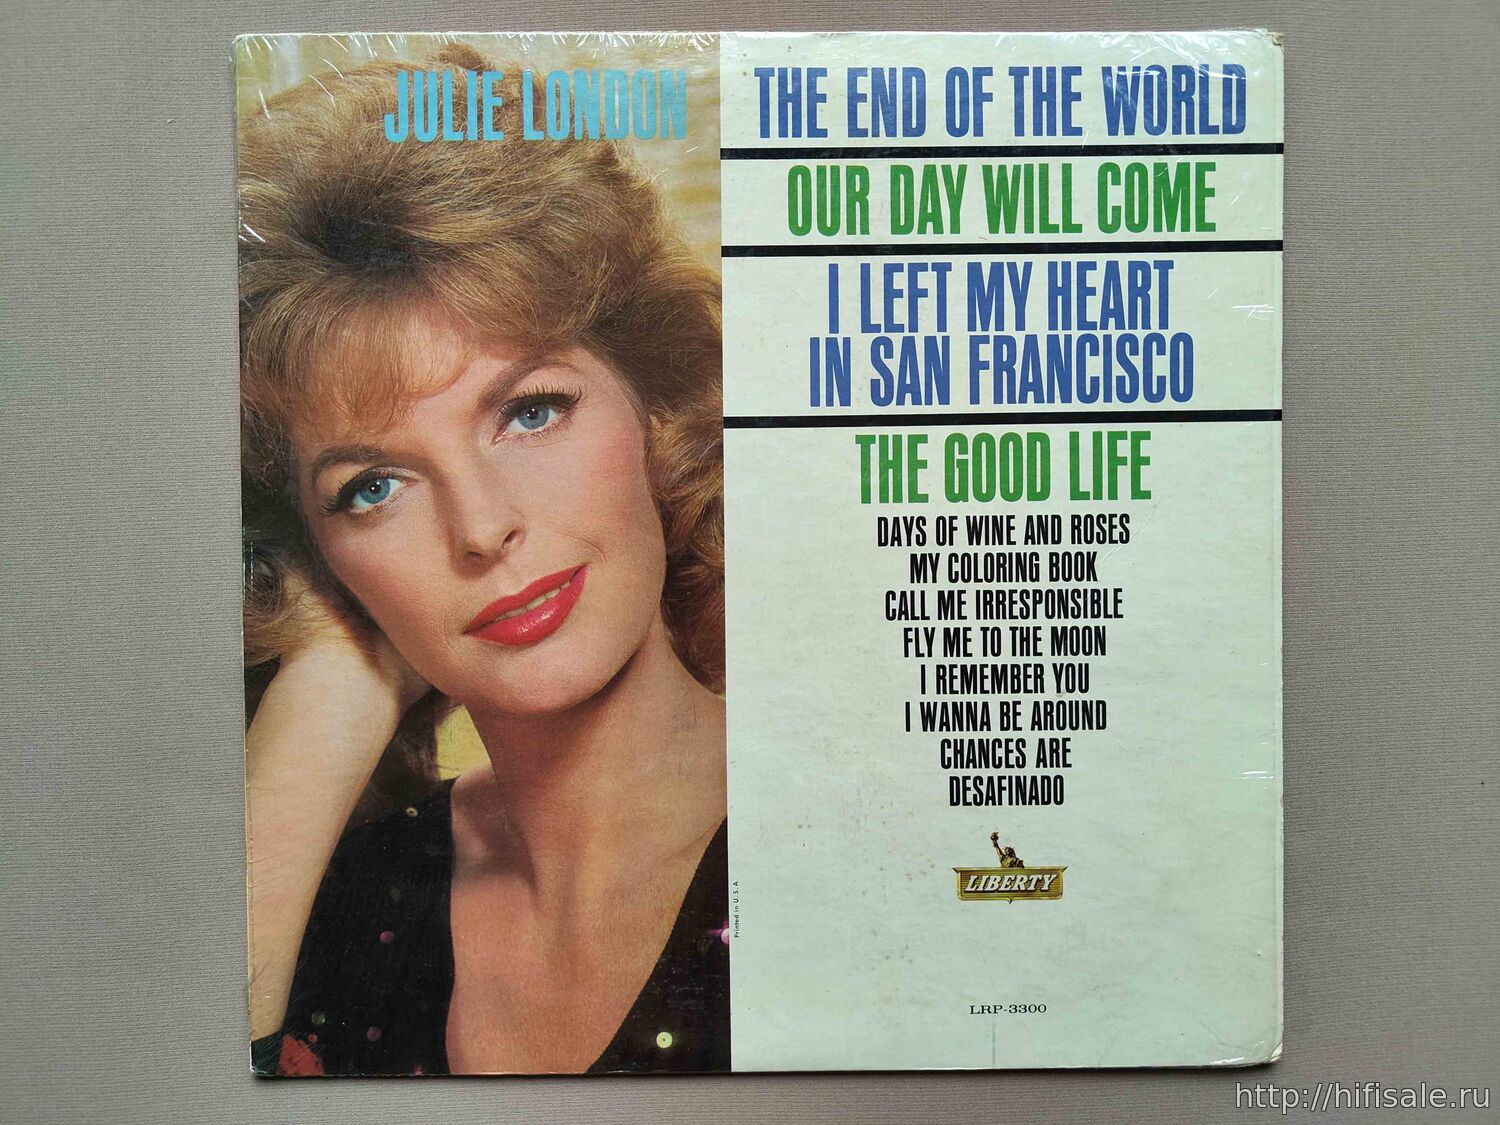 JULIE LONDON
THE END OF THE WORLD
OUR DAY WILL COME
I LEFT MY HEART
IN SAN FRANCISCO
THE GOOD LIFE
DAYS OF WINE AND ROSES
MY COLORING BOOK
CALL ME IRRESPONSIBLE
FLY ME TO THE MOON
I REMEMBER YOU
I WANNA BE AROUND
CHANCES ARE
DESAFINADO
LIBERTY
Printed in U.S.A.
LRP-3300
http://hifisale.ru